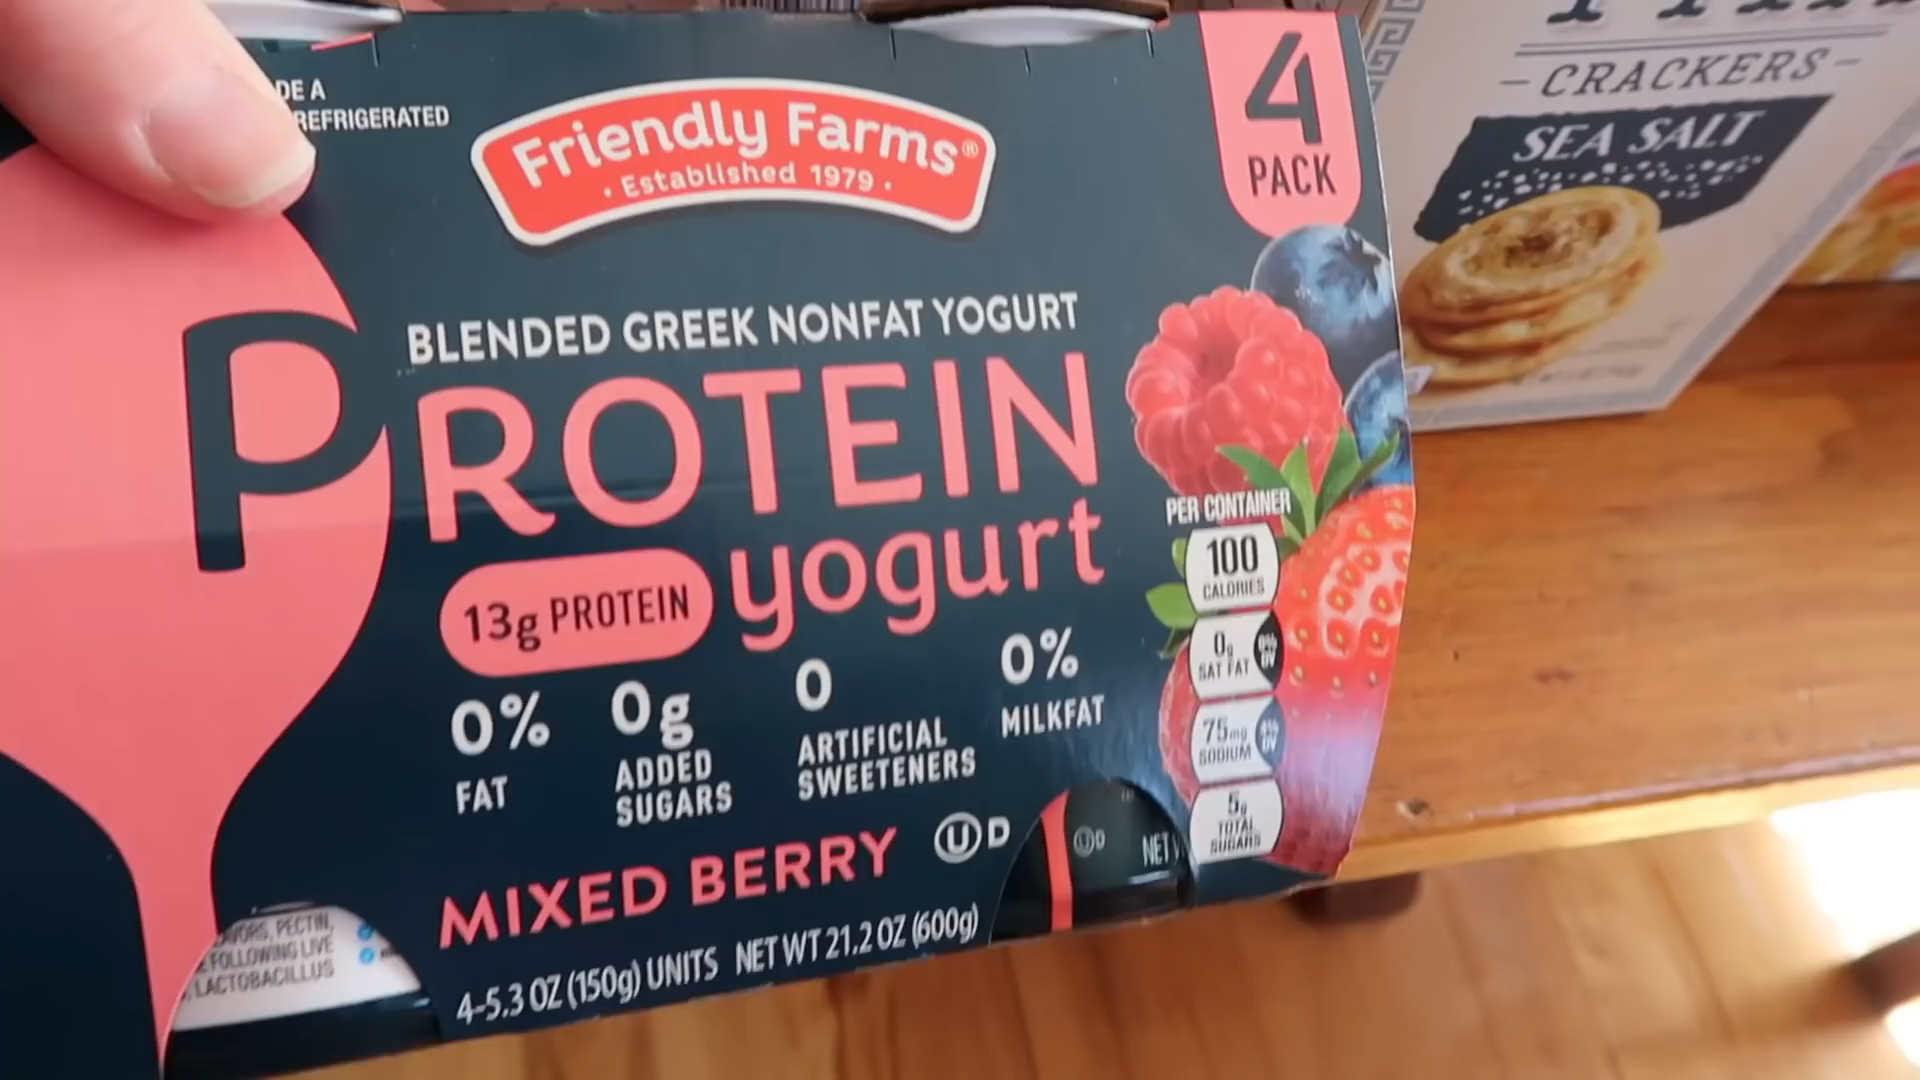 DE A
REFRIGERATED
Friendly Farms®
• Established 1979 •
4
PACK
BLENDED GREEK NONFAT YOGURT
PROTEIN
yogurt
13g PROTEIN
0%
FAT
0g
ADDED
SUGARS
0
ARTIFICIAL
SWEETENERS
0%
MILKFAT
MIXED BERRY
U D
4-5.3 OZ (150g) UNITS NET WT 21.2 OZ (600g)
PER CONTAINER
100
CALORIES
0g
SAT FAT
0%
DV
75mg
SODIUM
5g
TOTAL
SUGARS
U D
NET
PECTIN,
FOLLOWING LIVE
LACTOBACILLUS
– CRACKERS –
SEA SALT